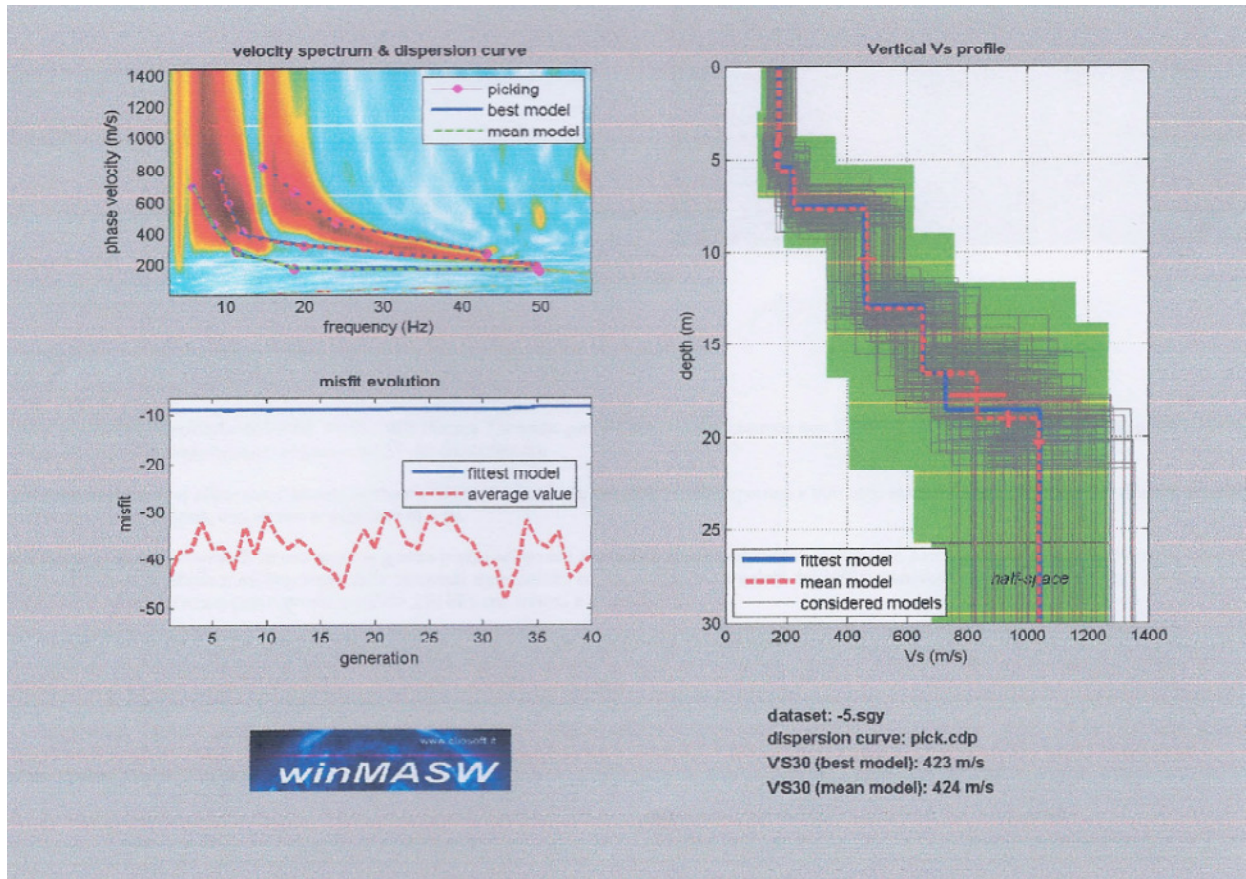 velocity spectrum & dispersion curve
1400
1200
1000
800
600
400
200
phase velocity (m/s)
picking
best model
mean model
10
20
30
40
50
frequency (Hz)
misfit evolution
-10
-20
-30
-40
-50
misfit
fittest model
average value
5
10
15
20
25
30
35
40
generation
Vertical Vs profile
0
5
10
15
20
25
30
depth (m)
fittest model
mean model
considered models
half-space
0
200
400
600
800
1000
1200
1400
Vs (m/s)
winMASW
dataset: -5.sgy
dispersion curve: pick.cdp
VS30 (best model): 423 m/s
VS30 (mean model): 424 m/s